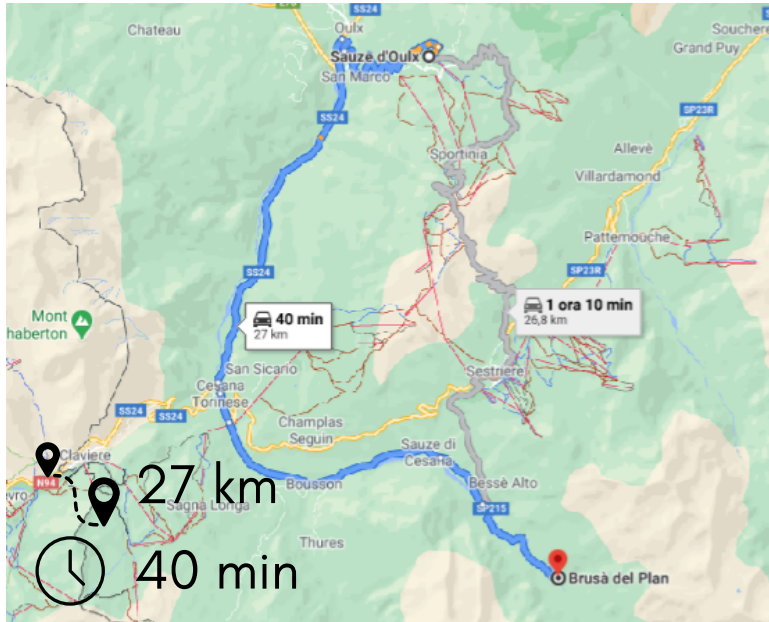 SS24
E70
Chateau
Oulx
Souchere
Grand Puy
Sauze d'Oulx
San Marco
SP23R
SS24
Allevè
Sportinia
Villardamond
Pattemouche
SS24
SP23R
1 ora 10 min
26,8 km
Mont
haberton
40 min
27 km
San Sicario
Sestriere
Cesana
Torinese
SS24
SS24
Champlas
Seguin
Sauze di
Cesana
Claviere
N94
evro
27 km
Bousson
Bessè Alto
Sagna Longa
SP215
Thures
40 min
Brusà del Plan